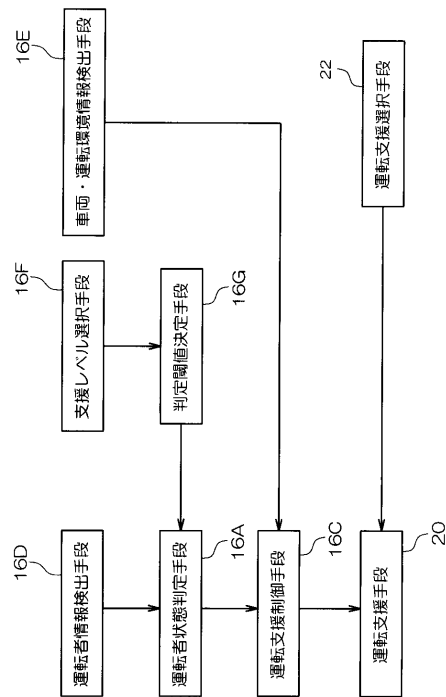 16D
運転者情報検出手段
16F
支援レベル選択手段
16E
車両・運転環境情報検出手段
運転者状態判定手段
16A
判定閾値決定手段
16G
運転支援制御手段
16C
22
運転支援選択手段
運転支援手段
20